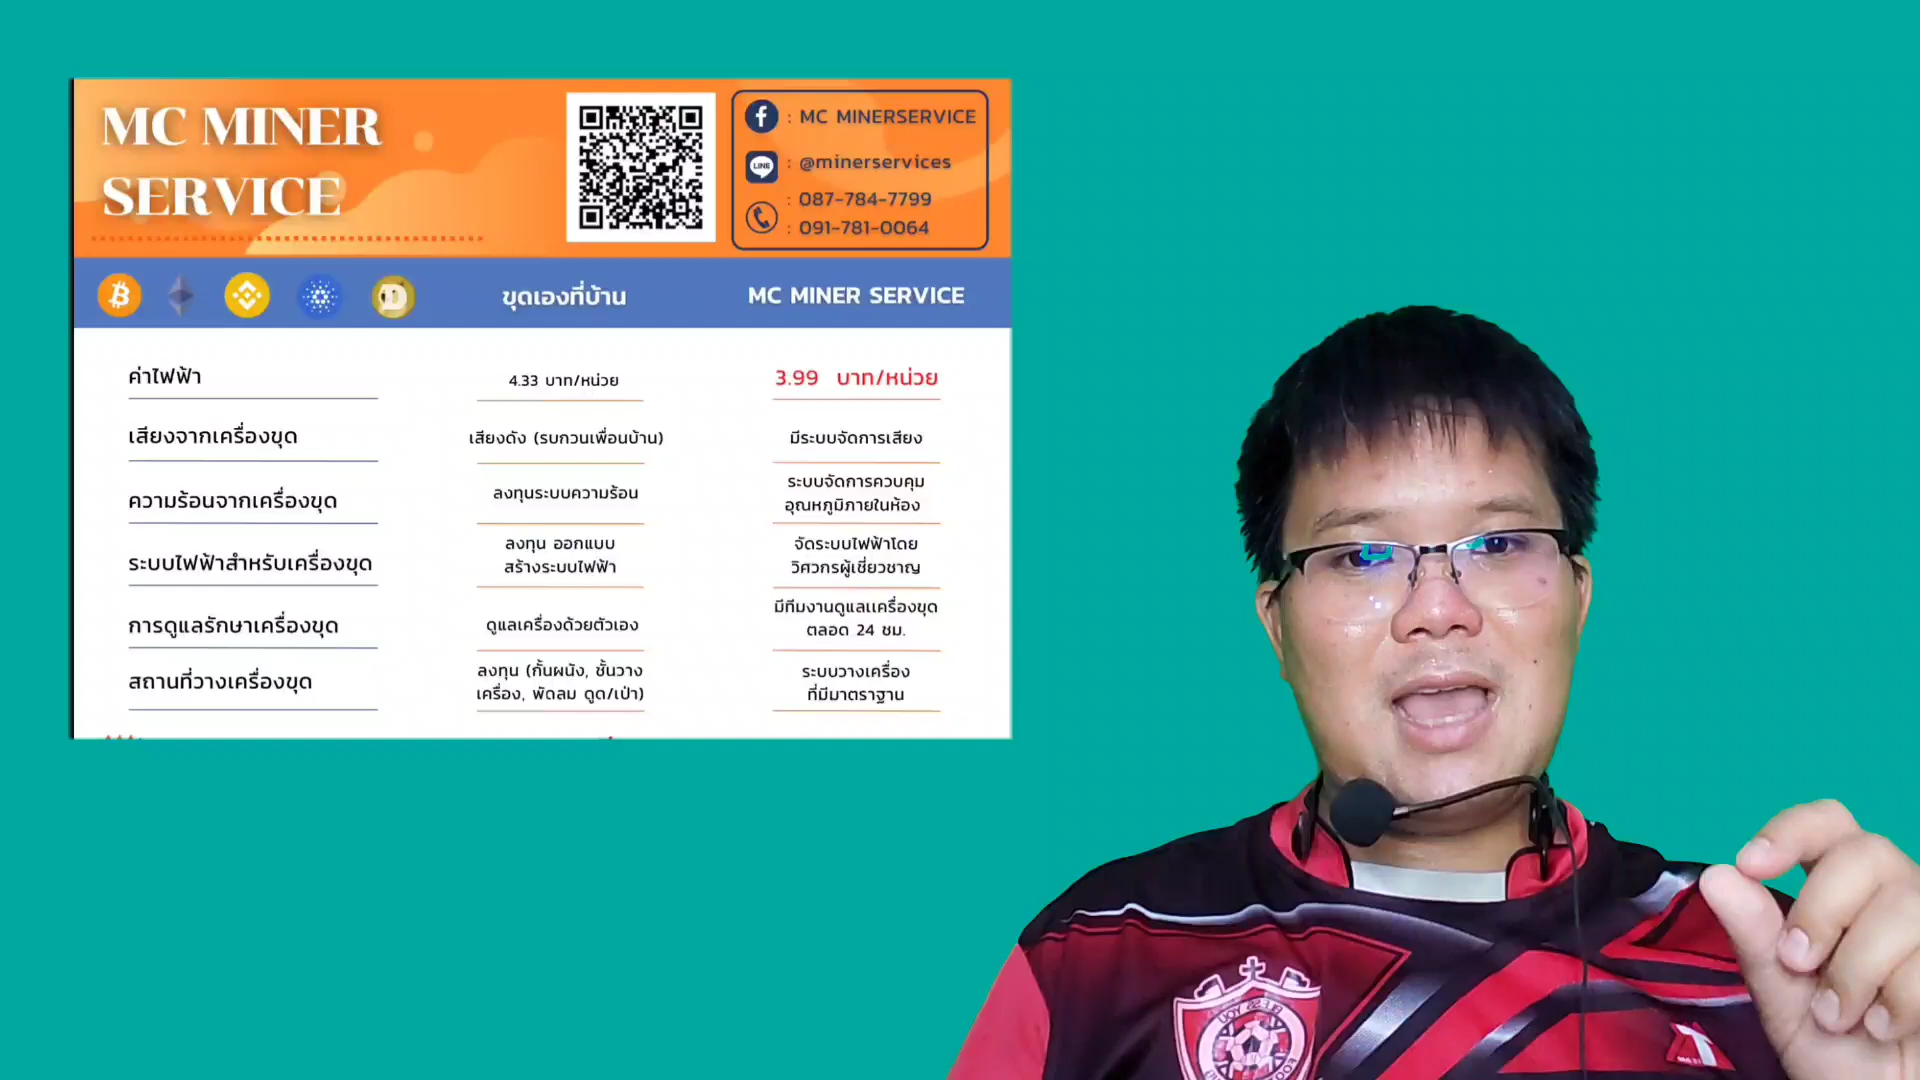 MC MINER
SERVICE
: MC MINERSERVICE
LINE
: @minerservices
: 087-784-7799
: 091-781-0064
ขุดเองที่บ้าน
MC MINER SERVICE
ค่าไฟฟ้า
4.33 บาท/หน่วย
3.99 บาท/หน่วย
เสียงจากเครื่องขุด
เสียงดัง (รบกวนเพื่อนบ้าน)
มีระบบจัดการเสียง
ความร้อนจากเครื่องขุด
ลงทุนระบบความร้อน
ระบบจัดการควบคุม
อุณหภูมิภายในห้อง
ระบบไฟฟ้าสำหรับเครื่องขุด
ลงทุน ออกแบบ
สร้างระบบไฟฟ้า
จัดระบบไฟฟ้าโดย
วิศวกรผู้เชี่ยวชาญ
การดูแลรักษาเครื่องขุด
ดูแลเครื่องด้วยตัวเอง
มีทีมงานดูแลเครื่องขุด
ตลอด 24 ชม.
สถานที่วางเครื่องขุด
ลงทุน (กั้นผนัง, ชั้นวาง
เครื่อง, พัดลม ดูด/เป่า)
ระบบวางเครื่อง
ที่มีมาตราฐาน
BLESS YOU